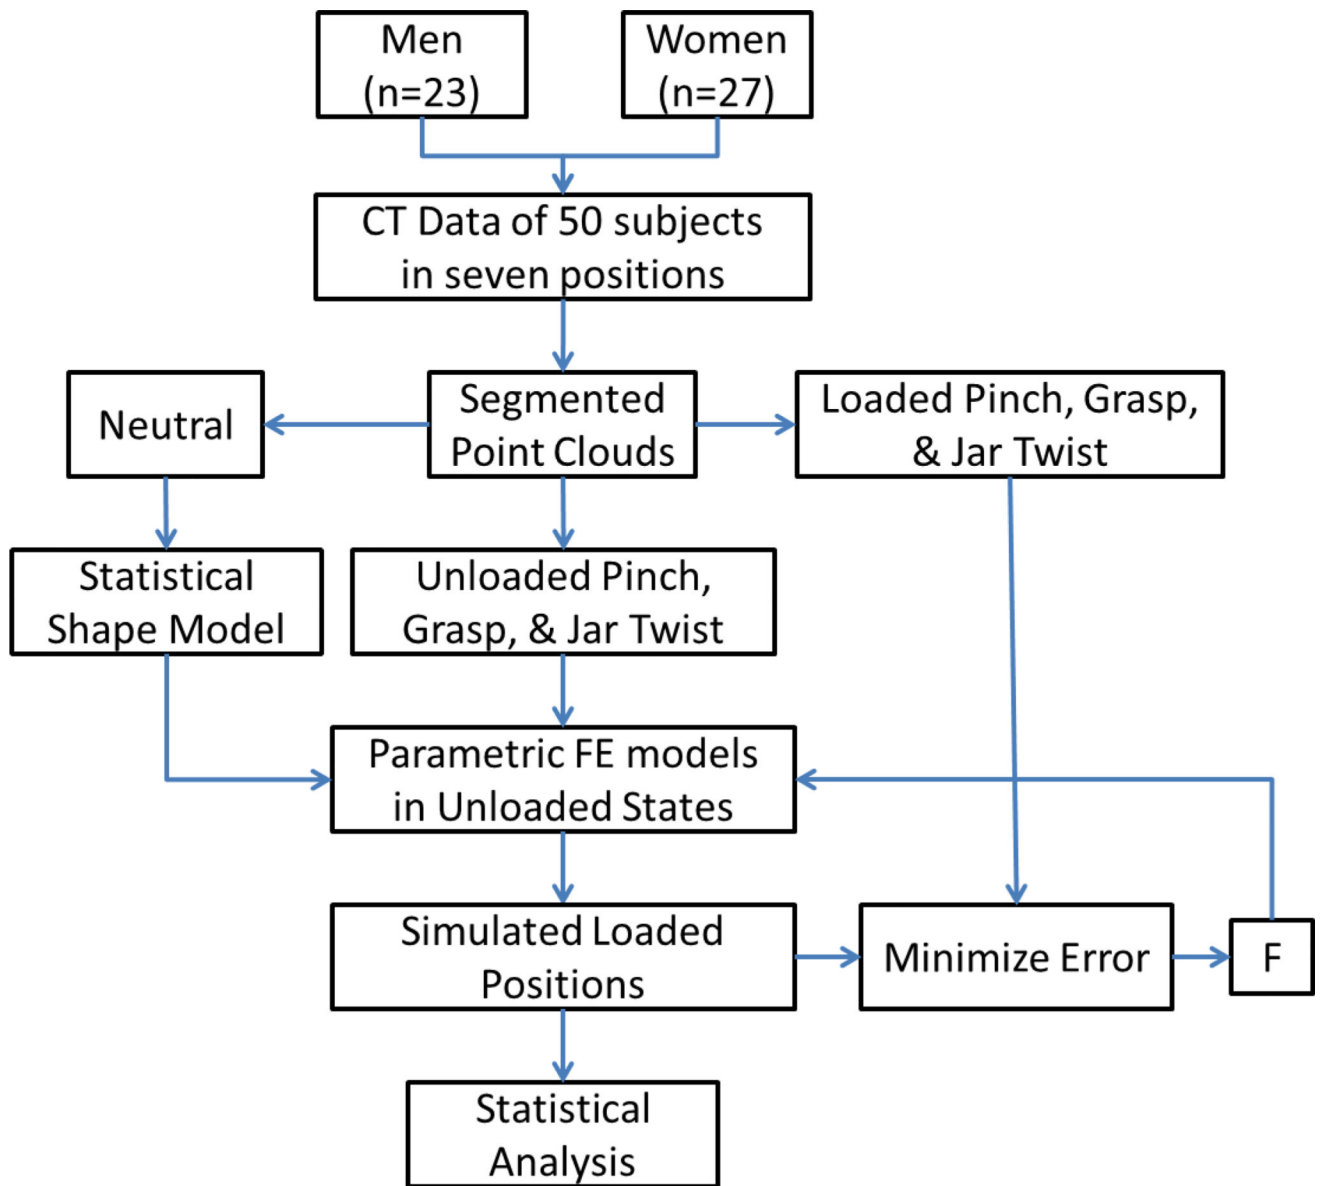 Men
(n=23)
Women
(n=27)
CT Data of 50 subjects
in seven positions
Neutral
Segmented
Point Clouds
Loaded Pinch, Grasp,
& Jar Twist
Statistical
Shape Model
Unloaded Pinch,
Grasp, & Jar Twist
Parametric FE models
in Unloaded States
Simulated Loaded
Positions
Minimize Error
F
Statistical
Analysis